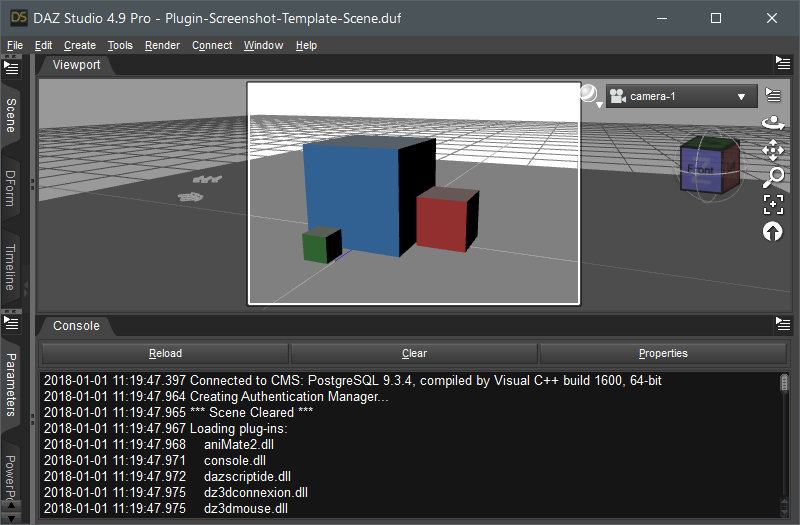 DS DAZ Studio 4.9 Pro - Plugin-Screenshot-Template-Scene.duf
File Edit Create Tools Render Connect Window Help
Viewport
camera-1
Front
Scene
DForm
Timeline
Console
Reload Clear Properties
Parameters
2018-01-01 11:19:47.397 Connected to CMS: PostgreSQL 9.3.4, compiled by Visual C++ build 1600, 64-bit
2018-01-01 11:19:47.964 Creating Authentication Manager...
2018-01-01 11:19:47.965 *** Scene Cleared ***
2018-01-01 11:19:47.967 Loading plug-ins:
2018-01-01 11:19:47.968 aniMate2.dll
2018-01-01 11:19:47.971 console.dll
2018-01-01 11:19:47.972 dazscriptide.dll
2018-01-01 11:19:47.975 dz3dconnexion.dll
2018-01-01 11:19:47.975 dz3dmouse.dll